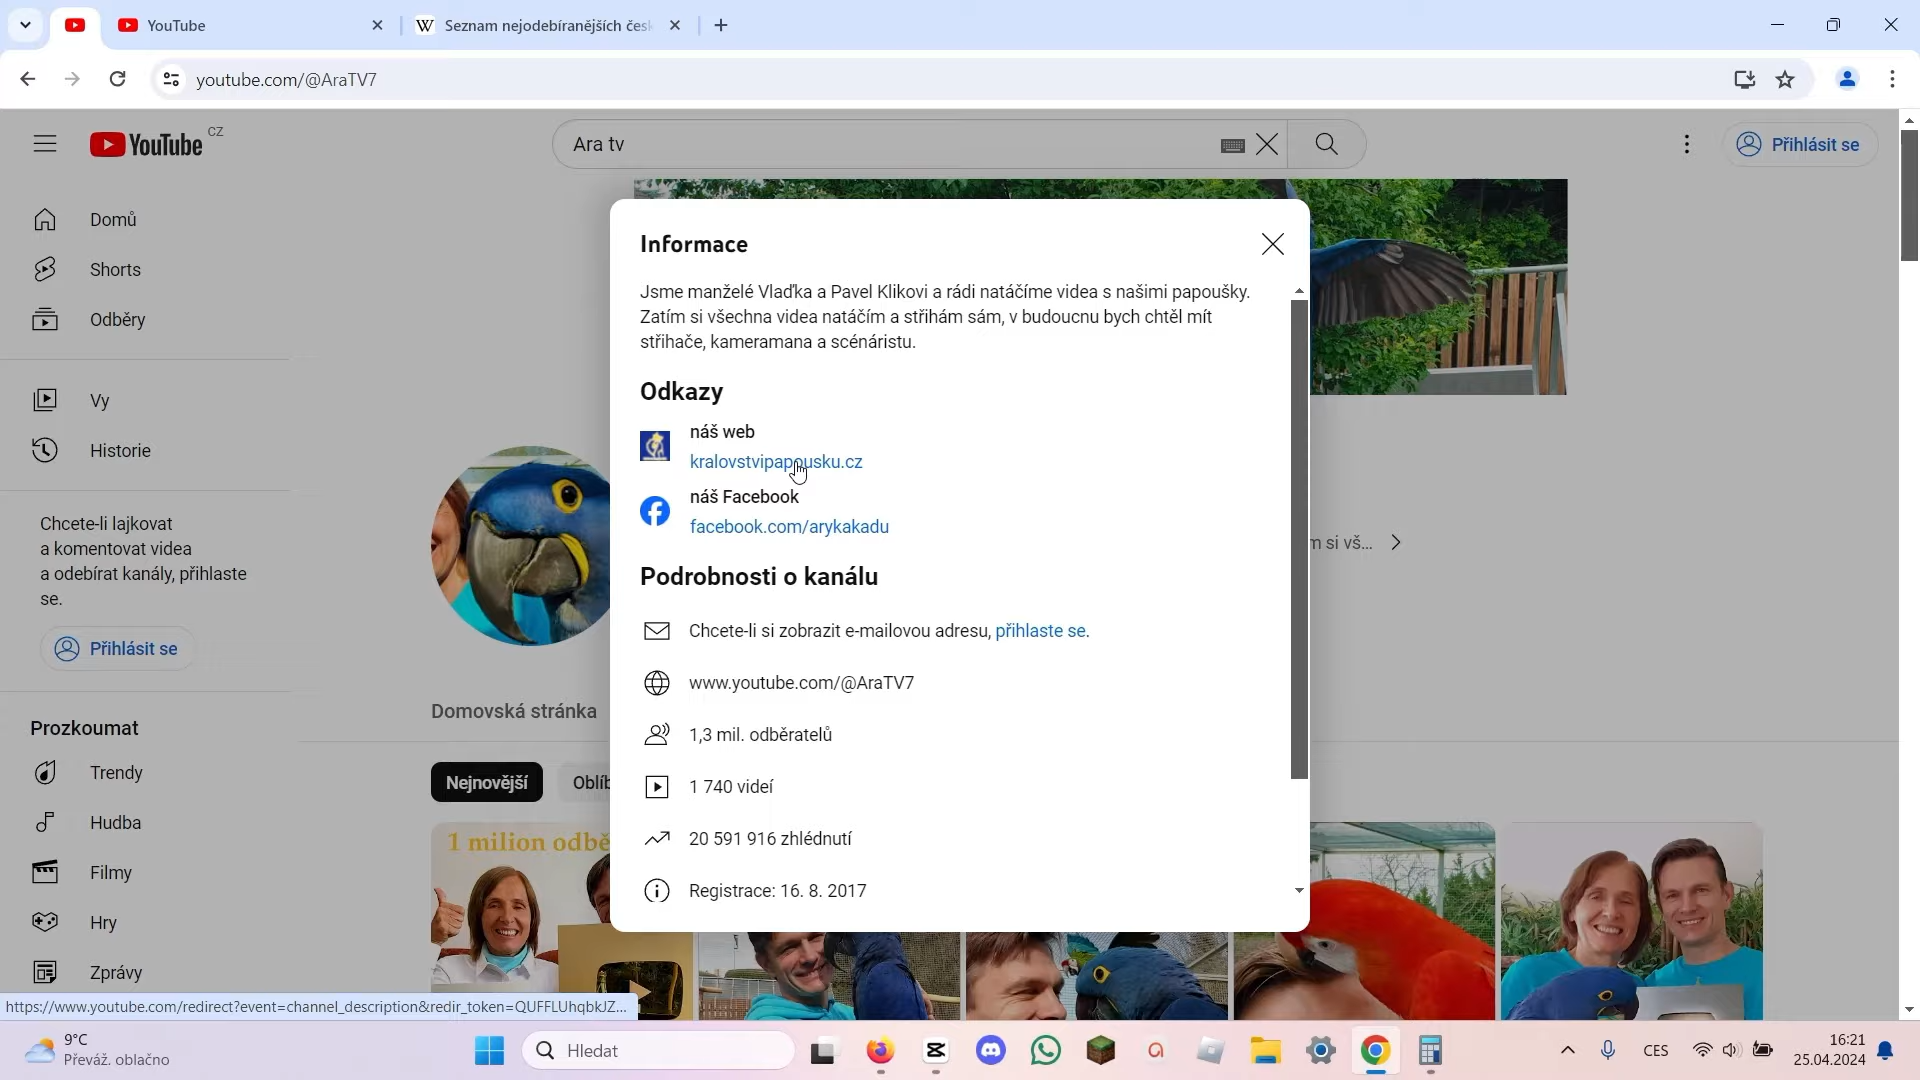 YouTube
Seznam nejodebíranějších čes
youtube.com/@AraTV7
YouTube CZ
Ara tv
Přihlásit se
Domů
Shorts
Odběry
Vy
Historie
Chcete-li lajkovat
a komentovat videa
a odebírat kanály, přihlaste
se.
Přihlásit se
Prozkoumat
Trendy
Hudba
Filmy
Hry
Zprávy
Informace
Jsme manželé Vlaďka a Pavel Klikovi a rádi natáčíme videa s našimi papoušky.
Zatím si všechna videa natáčím a stříhám sám, v budoucnu bych chtěl mít
střihače, kameramana a scénáristu.
Odkazy
náš web
kralovstvipapousku.cz
náš Facebook
facebook.com/arykakadu
Podrobnosti o kanálu
Chcete-li si zobrazit e-mailovou adresu, přihlaste se.
www.youtube.com/@AraTV7
1,3 mil. odběratelů
1 740 videí
20 591 916 zhlédnutí
Registrace: 16. 8. 2017
m si vš...
Domovská stránka
Nejnovější
Oblíb
1 milion odbě
https://www.youtube.com/redirect?event=channel_description&redir_token=QUFFLUhqbkJZ...
9°C
Převáž. oblačno
Hledat
CES
16:21
25.04.2024